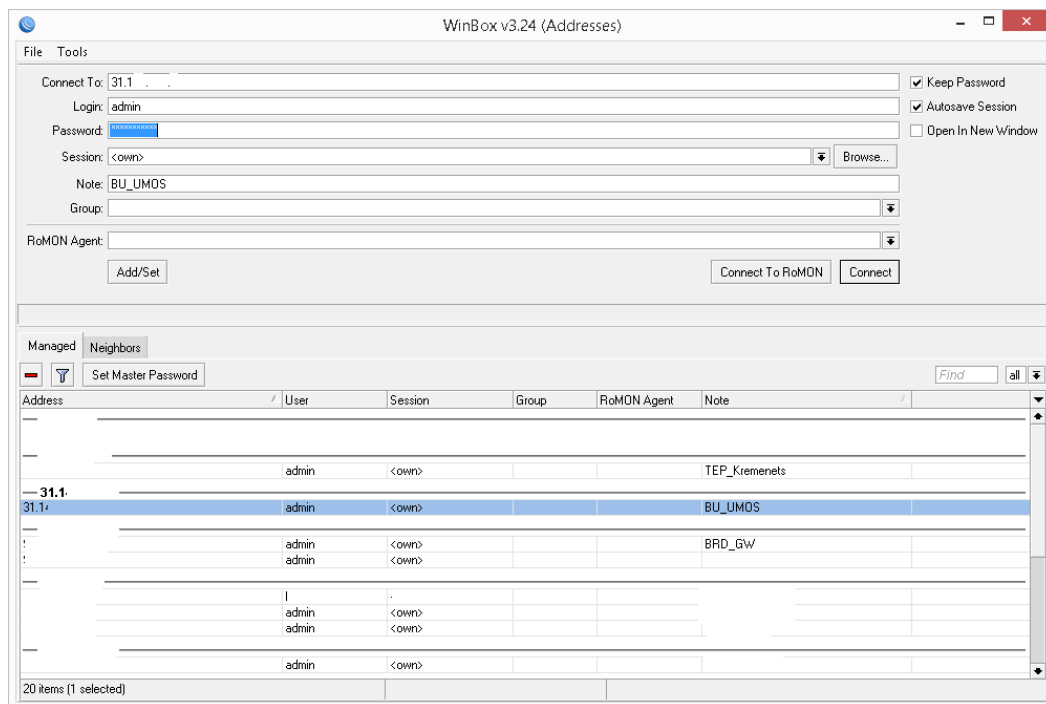 WinBox v3.24 (Addresses)
File Tools
Connect To: 31.1
Keep Password
Login: admin
Autosave Session
Password: ***********
Open In New Window
Session: <own> Browse...
Note: BU_UMOS
Group:
RoMON Agent:
Add/Set Connect To RoMON Connect
Managed Neighbors
Set Master Password Find all
Address User Session Group RoMON Agent Note
admin <own> TEP_Kremenets
31.1
31.14 admin <own> BU_UMOS
admin <own> BRD_GW
admin <own>
admin <own>
admin <own>
admin <own>
20 items (1 selected)